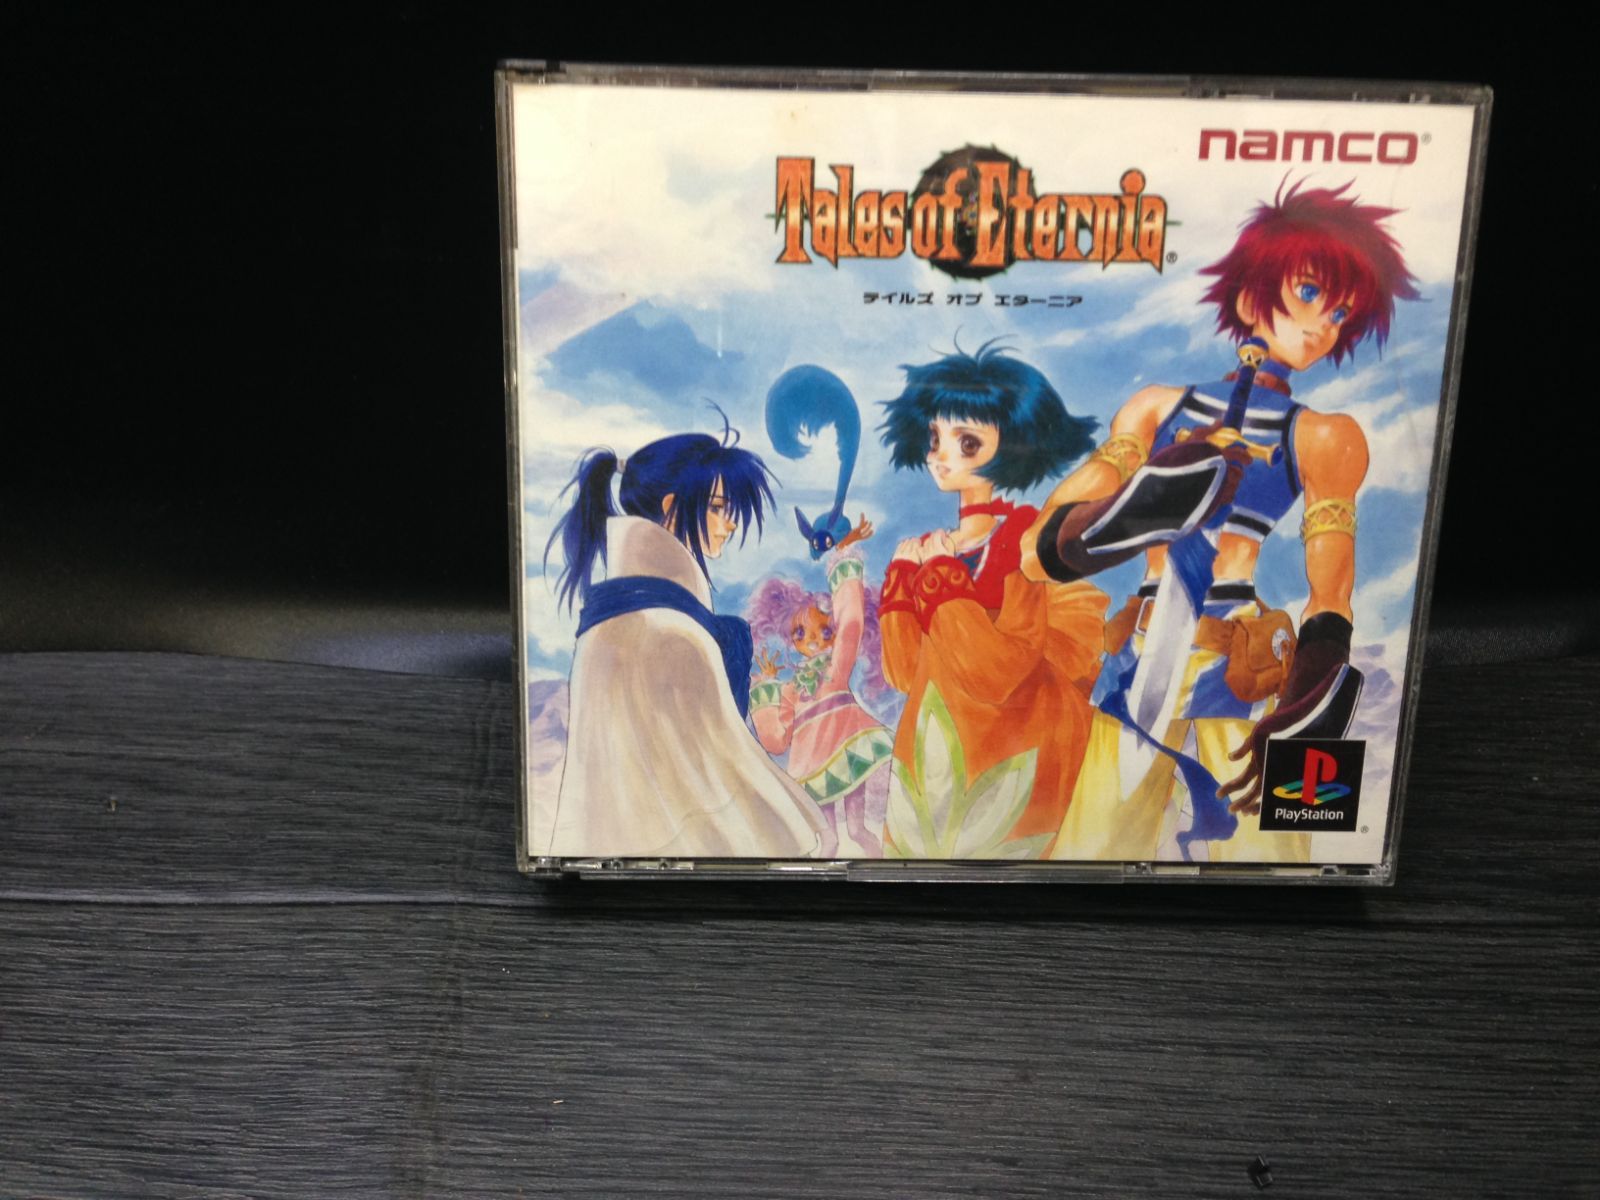 namco®
Tales of Eternia®
テイルズ オブ エターニア
PlayStation
®